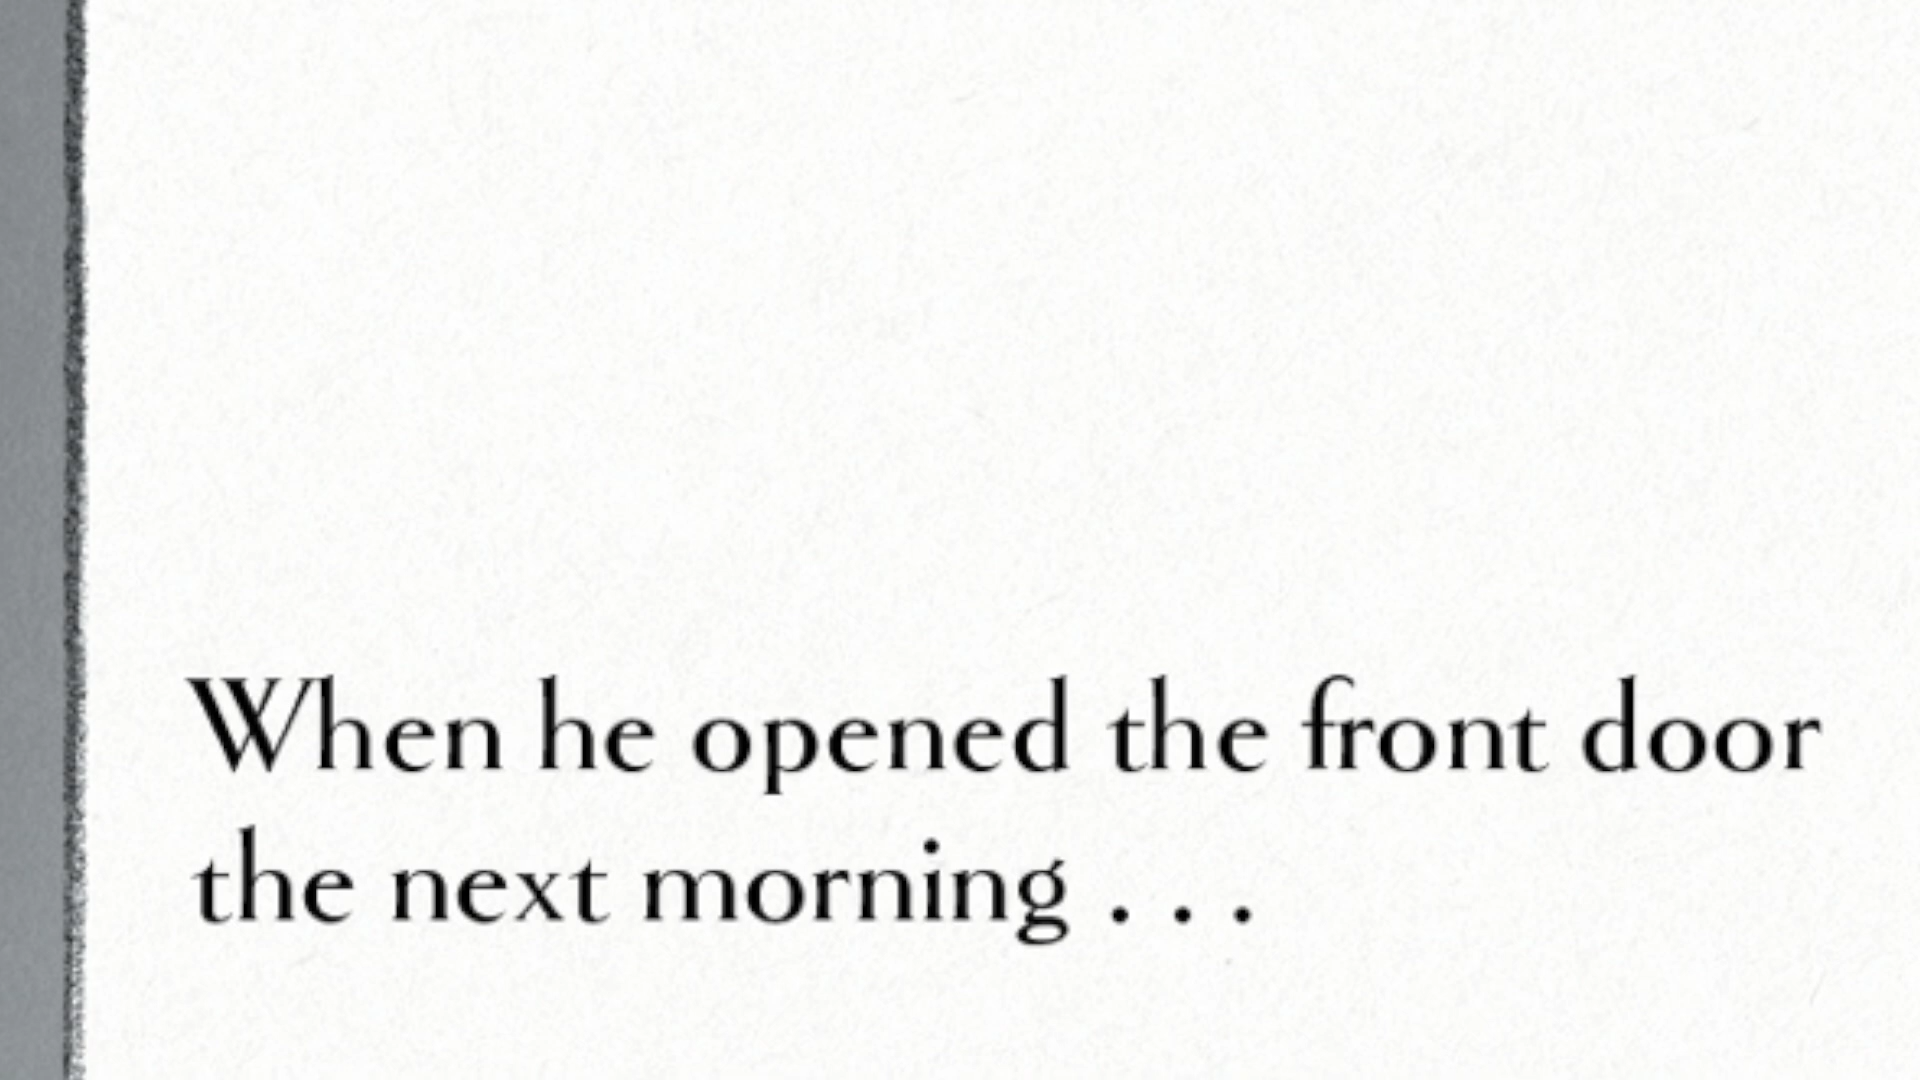 When he opened the front door
the next morning . . .